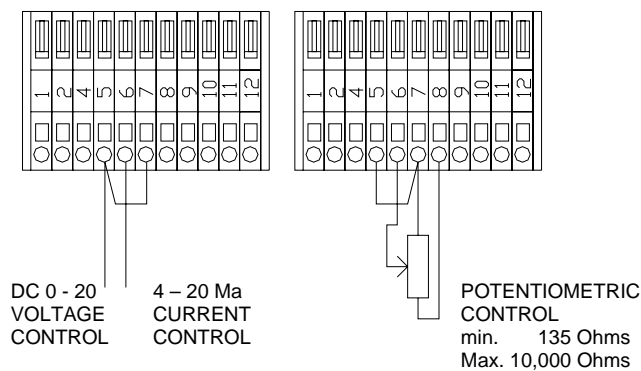 1 2 4 5 6 7 8 9 10 11 12
1 2 4 5 6 7 8 9 10 11 12
DC 0 - 20
VOLTAGE
CONTROL
4 – 20 Ma
CURRENT
CONTROL
POTENTIOMETRIC
CONTROL
min. 135 Ohms
Max. 10,000 Ohms